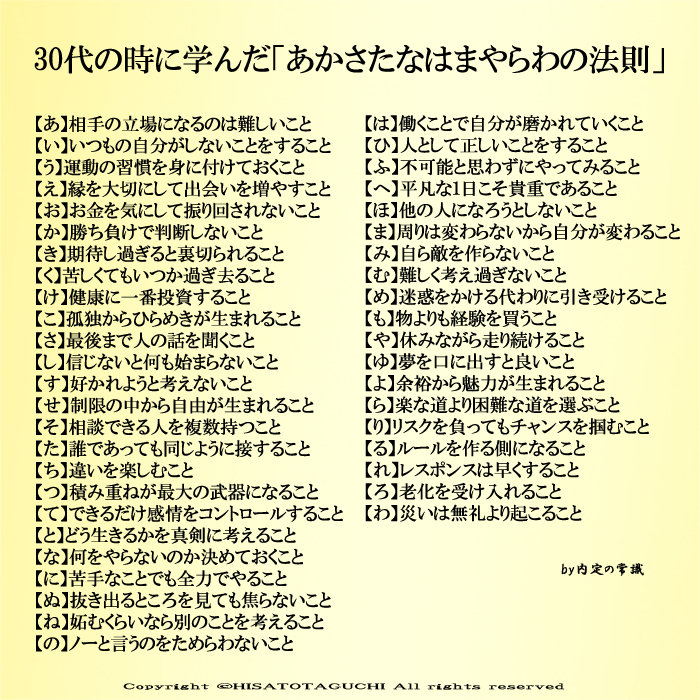 30代の時に学んだ「あかさたなはまやらわの法則」
【あ】相手の立場になるのは難しいこと
【い】いつもの自分がしないことをすること
【う】運動の習慣を身に付けておくこと
【え】縁を大切にして出会いを増やすこと
【お】お金を気にして振り回されないこと
【か】勝ち負けで判断しないこと
【き】期待し過ぎると裏切られること
【く】苦しくてもいつか過ぎ去ること
【け】健康に一番投資すること
【こ】孤独からひらめきが生まれること
【さ】最後まで人の話を聞くこと
【し】信じないと何も始まらないこと
【す】好かれようと考えないこと
【せ】制限の中から自由が生まれること
【そ】相談できる人を複数持つこと
【た】誰であっても同じように接すること
【ち】違いを楽しむこと
【つ】積み重ねが最大の武器になること
【て】できるだけ感情をコントロールすること
【と】どう生きるかを真剣に考えること
【な】何をやらないのか決めておくこと
【に】苦手なことでも全力でやること
【ぬ】抜き出るところを見ても焦らないこと
【ね】妬むくらいなら別のことを考えること
【の】ノーと言うのをためらわないこと
【は】働くことで自分が磨かれていくこと
【ひ】人として正しいことをすること
【ふ】不可能と思わずにやってみること
【へ】平凡な1日こそ貴重であること
【ほ】他の人になろうとしないこと
【ま】周りは変わらないから自分が変わること
【み】自ら敵を作らないこと
【む】難しく考え過ぎないこと
【め】迷惑をかける代わりに引き受けること
【も】物よりも経験を買うこと
【や】休みながら走り続けること
【ゆ】夢を口に出すと良いこと
【よ】余裕から魅力が生まれること
【ら】楽な道より困難な道を選ぶこと
【り】リスクを負ってもチャンスを掴むこと
【る】ルールを作る側になること
【れ】レスポンスは早くすること
【ろ】老化を受け入れること
【わ】災いは無礼より起こること
by内定の常識
Copyright ©HISATOTAGUCHI All rights reserved